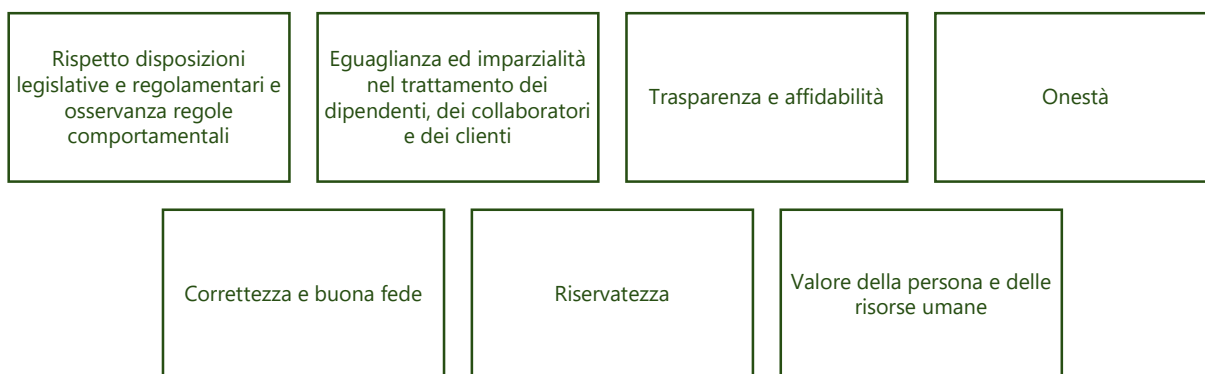 Rispetto disposizioni
legislative e regolamentari e
osservanza regole
comportamentali
Eguaglianza ed imparzialità
nel trattamento dei
dipendenti, dei collaboratori
e dei clienti
Trasparenza e affidabilità
Onestà
Correttezza e buona fede
Riservatezza
Valore della persona e delle
risorse umane